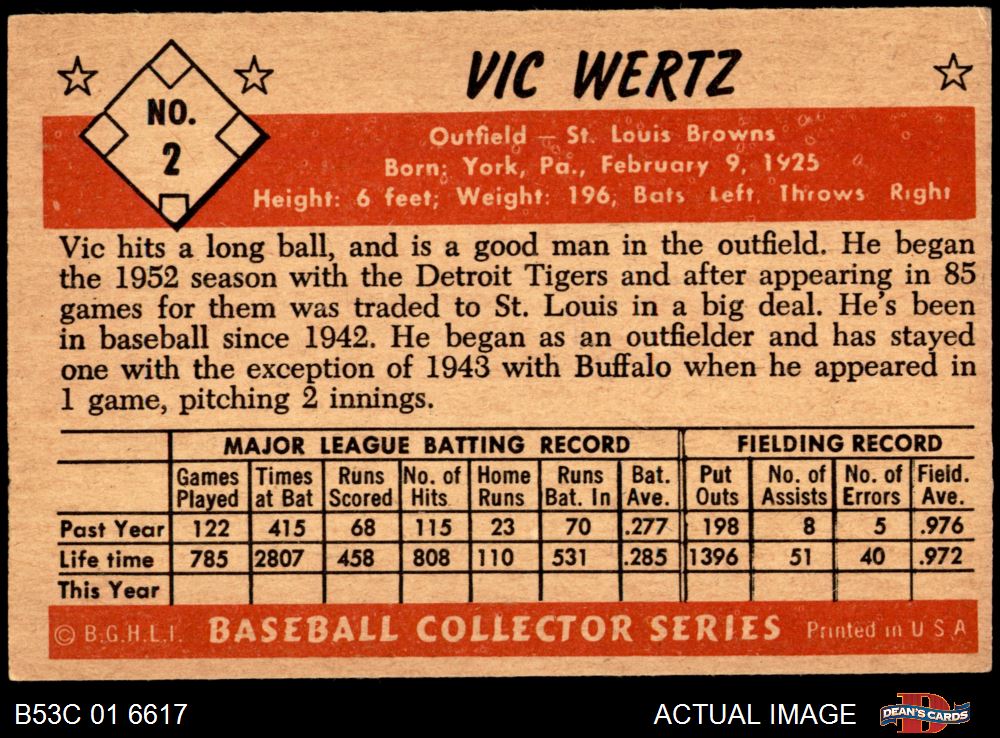 NO.
2
VIC WERTZ
Outfield — St. Louis Browns
Born: York, Pa., February 9, 1925
Height: 6 feet; Weight: 196, Bats Left, Throws Right
Vic hits a long ball, and is a good man in the outfield. He began
the 1952 season with the Detroit Tigers and after appearing in 85
games for them was traded to St. Louis in a big deal. He's been
in baseball since 1942. He began as an outfielder and has stayed
one with the exception of 1943 with Buffalo when he appeared in
1 game, pitching 2 innings.
MAJOR LEAGUE BATTING RECORD FIELDING RECORD
Games Times Runs No. of Home Runs Bat. Put No. of No. of Field.
Played at Bat Scored Hits Runs Bat. In Ave. Outs Assists Errors Ave.
Past Year 122 415 68 115 23 70 .277 198 8 5 .976
Life time 785 2807 458 808 110 531 .285 1396 51 40 .972
This Year
© B.G.H.L.I. BASEBALL COLLECTOR SERIES Printed in U S A
B53C 01 6617 ACTUAL IMAGE DEAN'S CARDS